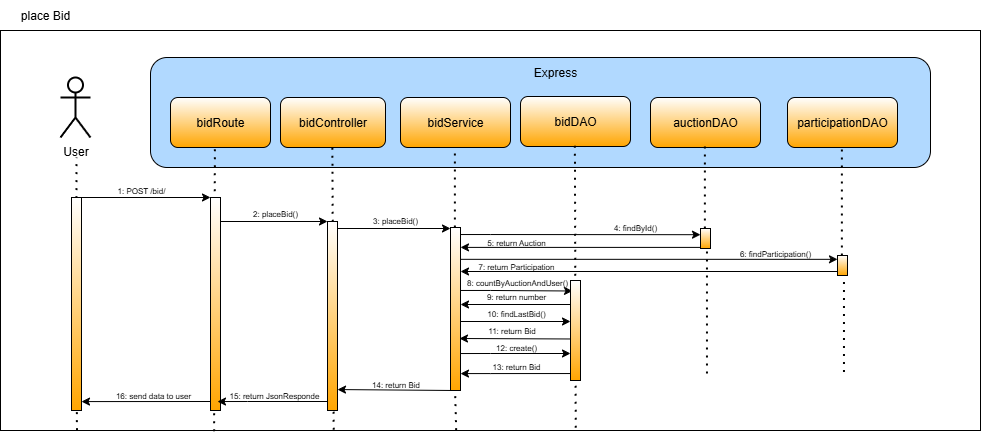 place Bid
Express
bidRoute
bidController
bidService
bidDAO
auctionDAO
participationDAO
User
1: POST /bid/
2: placeBid()
3: placeBid()
4: findById()
5: return Auction
6: findParticipation()
7: return Participation
8: countByAuctionAndUser()
9: return number
10: findLastBid()
11: return Bid
12: create()
13: return Bid
14: return Bid
15: return JsonResponde
16: send data to user